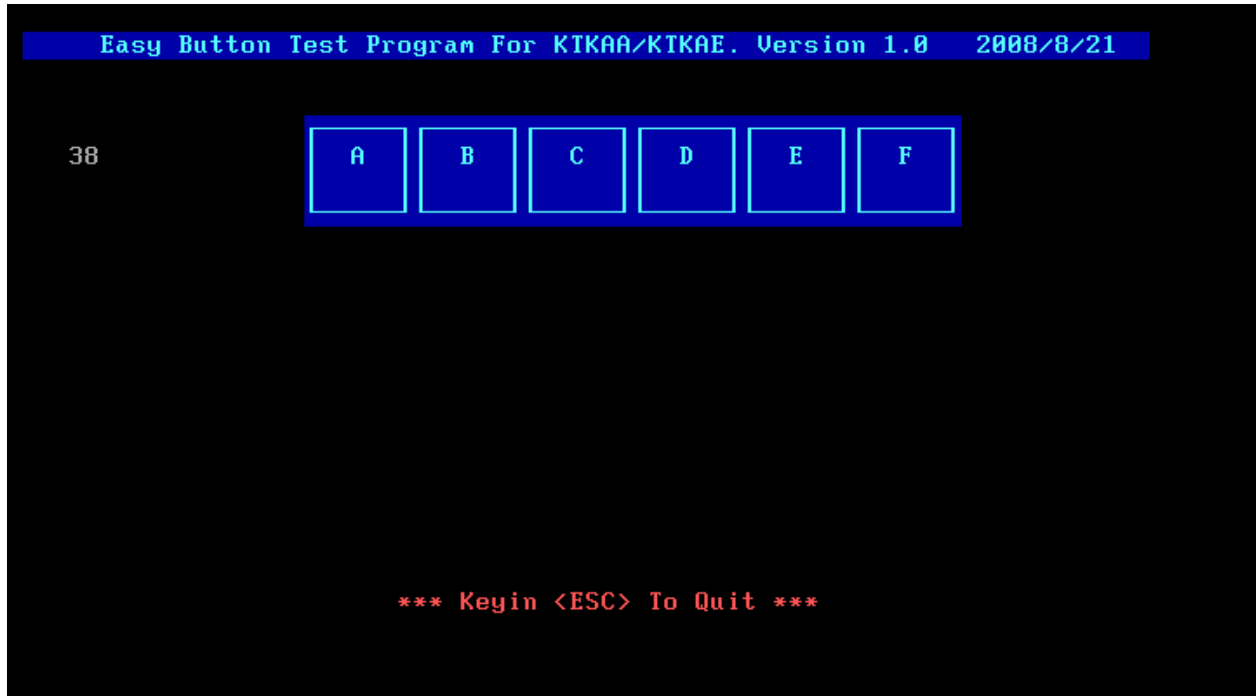 Easy Button Test Program For KTKAA/KTKAE. Version 1.0 2008/8/21
38 A B C D E F
*** Keyin <ESC> To Quit ***